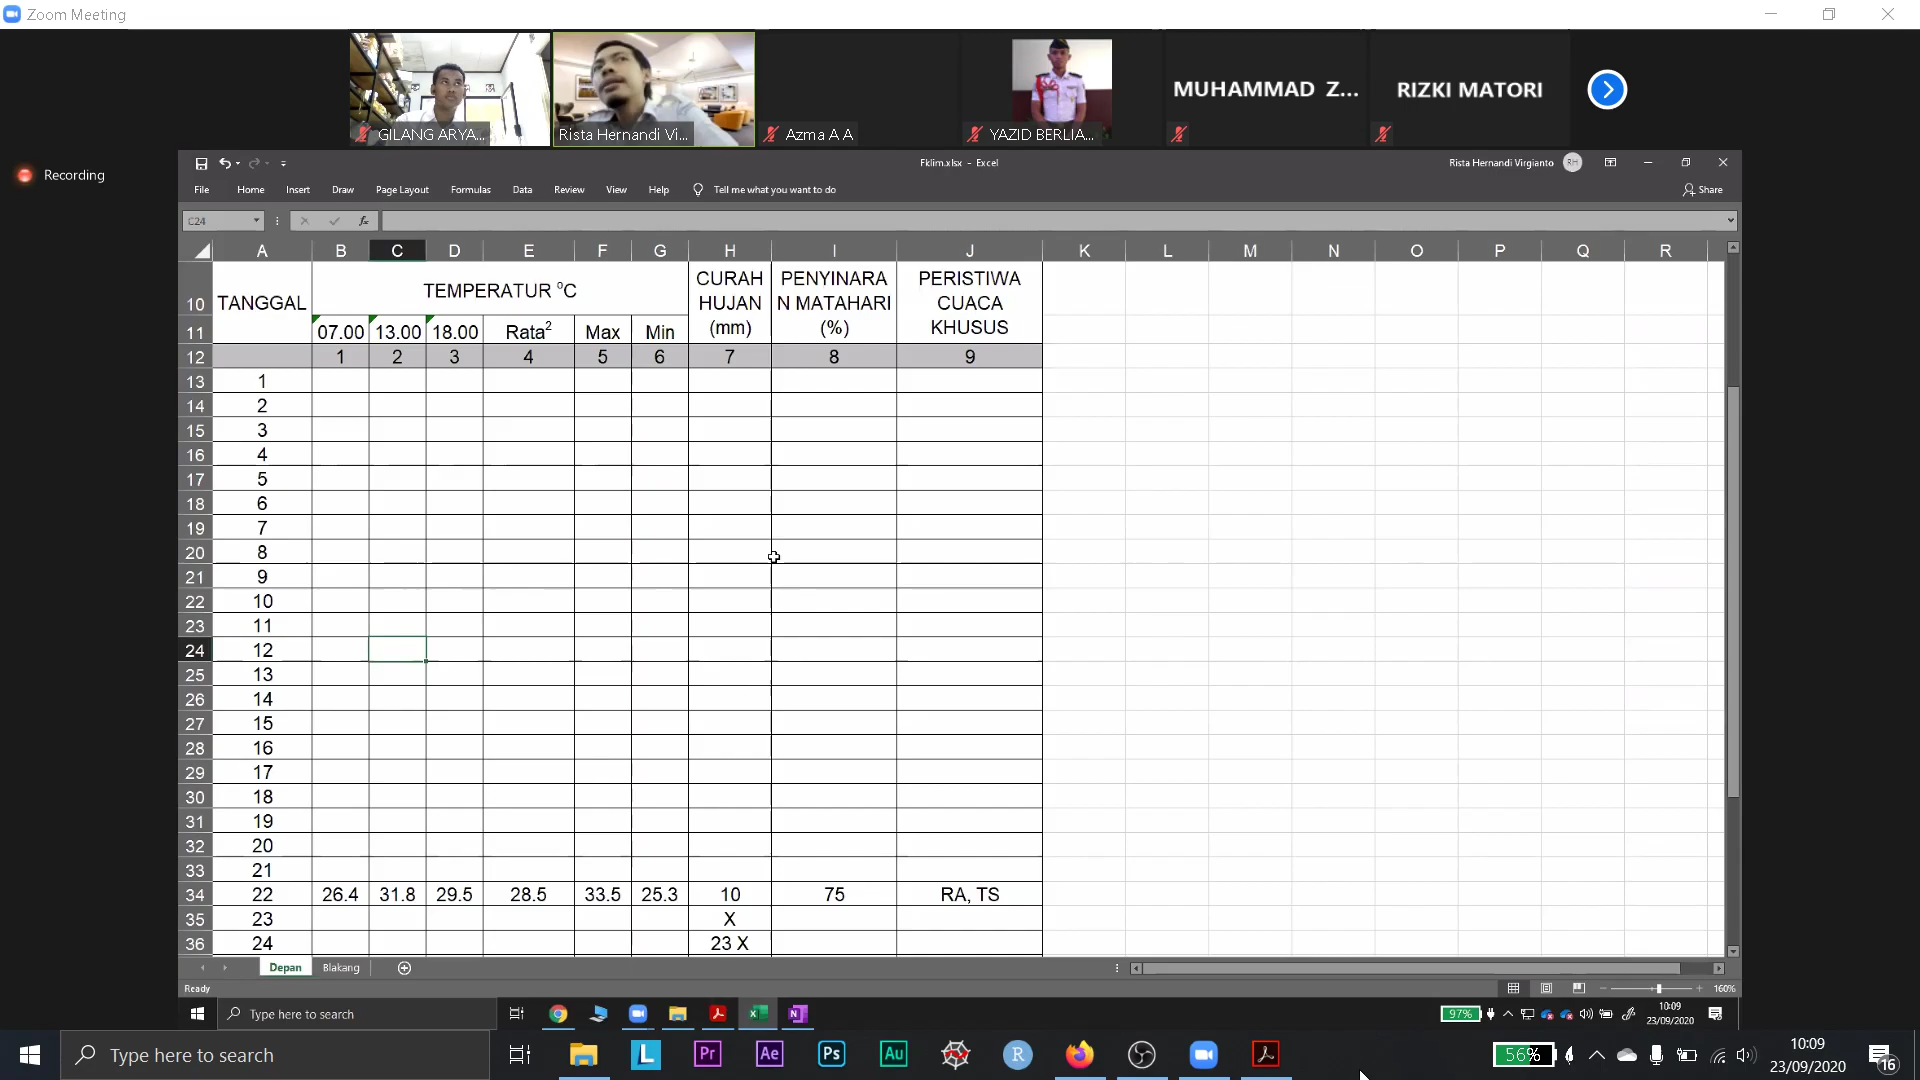 Zoom Meeting
GILANG ARYA...
Rista Hernandi Vi...
Azma A A
YAZID BERLIA...
MUHAMMAD Z...
RIZKI MATORI
Recording
Fklim.xlsx - Excel
Rista Hernandi Virgianto
RH
File Home Insert Draw Page Layout Formulas Data Review View Help Tell me what you want to do
Share
C24
fx
A B C D E F G H I J K L M N O P Q R
10 TANGGAL TEMPERATUR ⁰C CURAH HUJAN (mm) PENYINARA N MATAHARI (%) PERISTIWA CUACA KHUSUS
11 07.00 13.00 18.00 Rata² Max Min
12 1 2 3 4 5 6 7 8 9
13 1
14 2
15 3
16 4
17 5
18 6
19 7
20 8
21 9
22 10
23 11
24 12
25 13
26 14
27 15
28 16
29 17
30 18
31 19
32 20
33 21
34 22 26.4 31.8 29.5 28.5 33.5 25.3 10 75 RA, TS
35 23 X
36 24 23 X
Depan Blakang
Ready
160%
Type here to search
97%
10:09
23/09/2020
Type here to search
L
Pr
Ae
Ps
Au
R
56%
10:09
23/09/2020
16